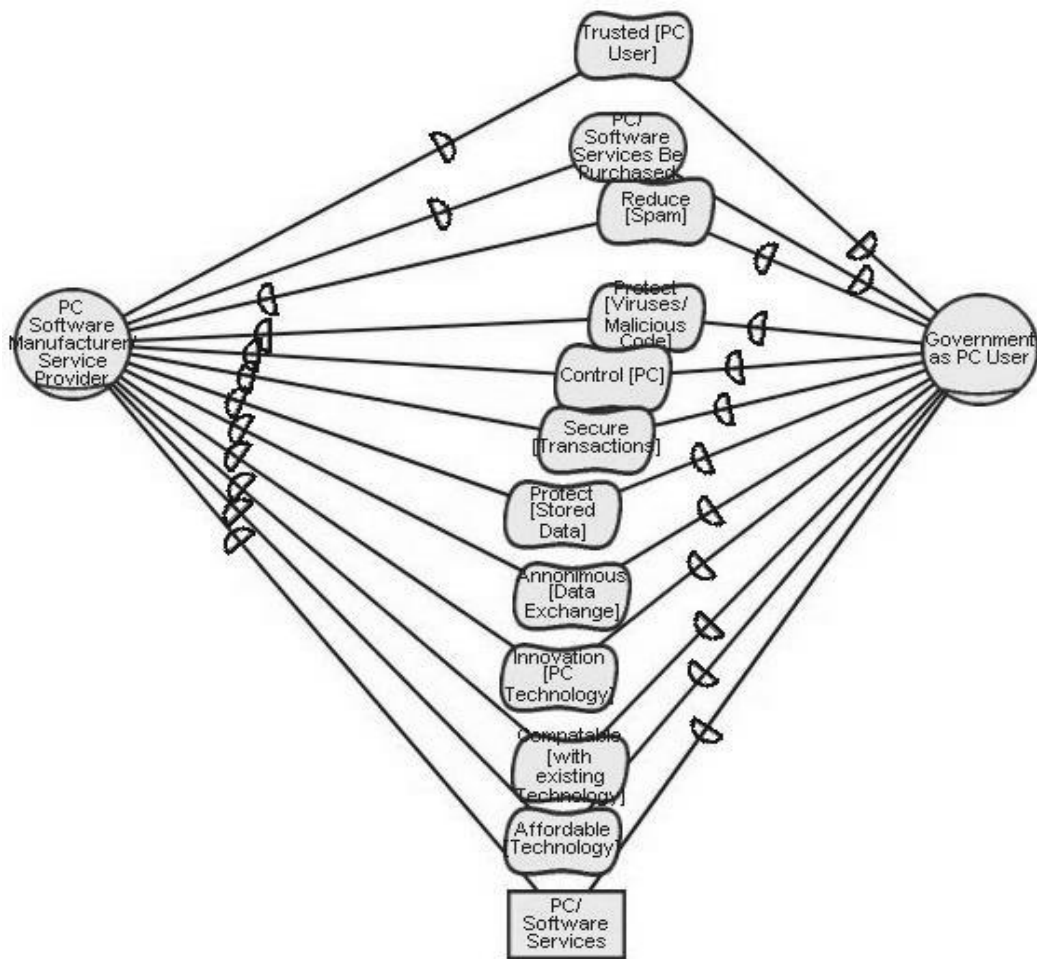 Trusted [PC
User]
PC/
Software
Services Be
Purchased
Reduce
[Spam]
PC
Software
Manufacturer/
Service
Provider
Protect
[Viruses/
Malicious
Code]
Government
as PC User
Control [PC]
Secure
[Transactions]
Protect
[Stored
Data]
Annonimous
[Data
Exchange]
Innovation
[PC
Technology]
Compatable
[with
existing
Technology]
Affordable
[Technology]
PC/
Software
Services